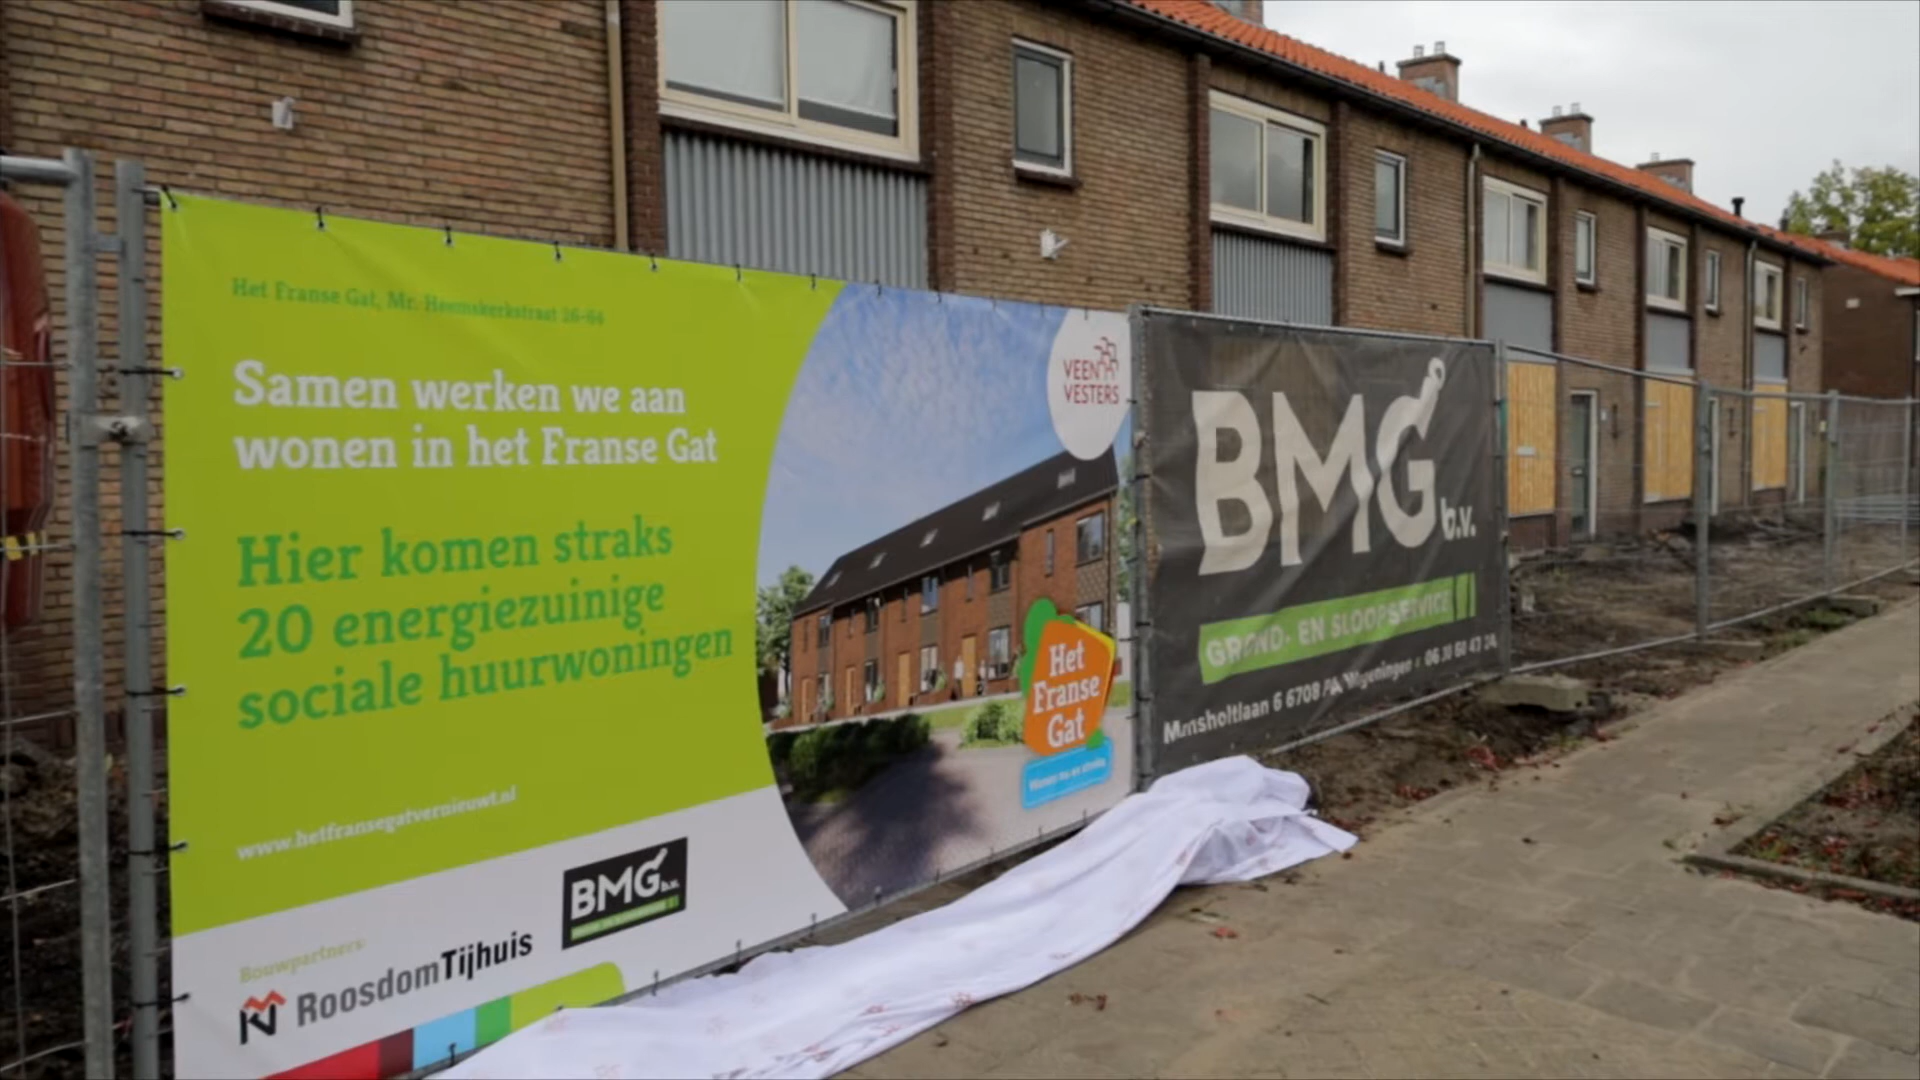 Het Franse Gat, Mr. Heemskerkstraat 26-64
Samen werken we aan
wonen in het Franse Gat
Hier komen straks
20 energiezuinige
sociale huurwoningen
www.hetfransegatvernieuwt.nl
Bouwpartners:
RoosdomTijhuis
BMG b.v.
VEEN
VESTERS
Het
Franse
Gat
BMG b.v.
GROND- EN SLOOPSERVICE
6 6708